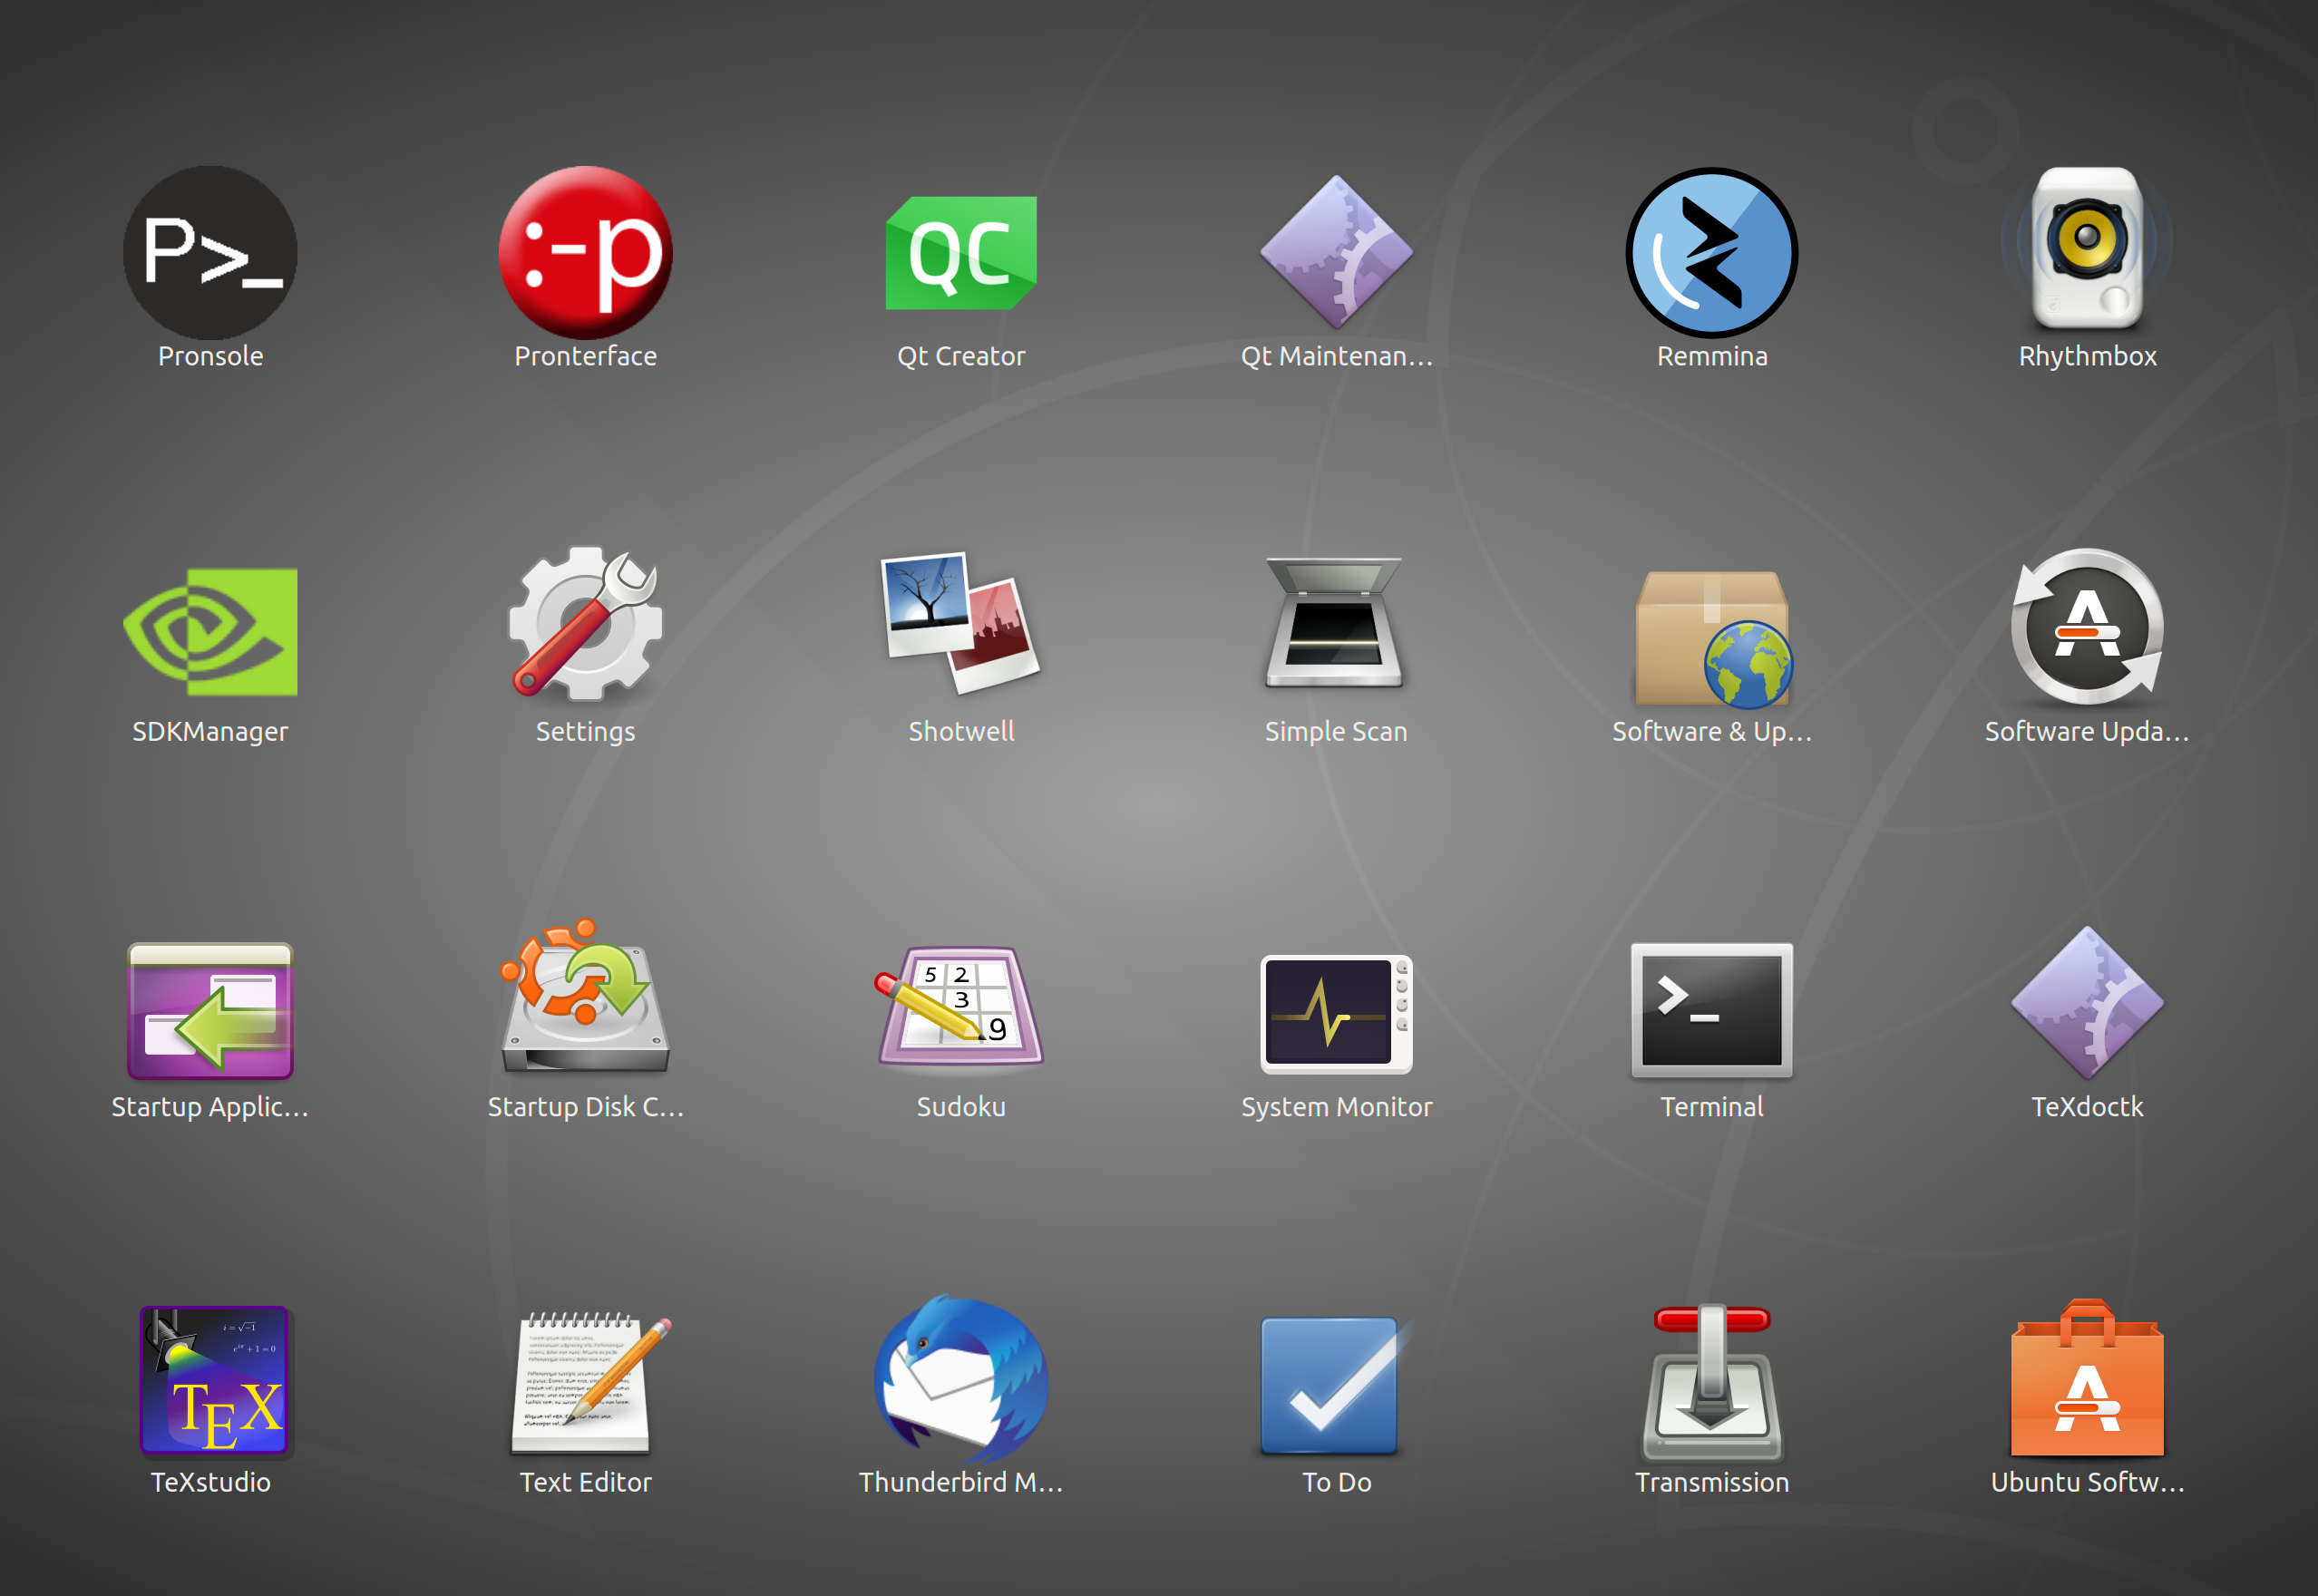 P>_
:-p
QC
Pronsole
Pronterface
Qt Creator
Qt Maintenan...
Remmina
Rhythmbox
SDKManager
Settings
Shotwell
Simple Scan
Software & Up...
Software Upda...
5 2
3
9
>_
Startup Applic...
Startup Disk C...
Sudoku
System Monitor
Terminal
TeXdoctk
i = √-1
e^iπ + 1 = 0
TEX
TeXstudio
Text Editor
Thunderbird M...
To Do
Transmission
Ubuntu Softw...